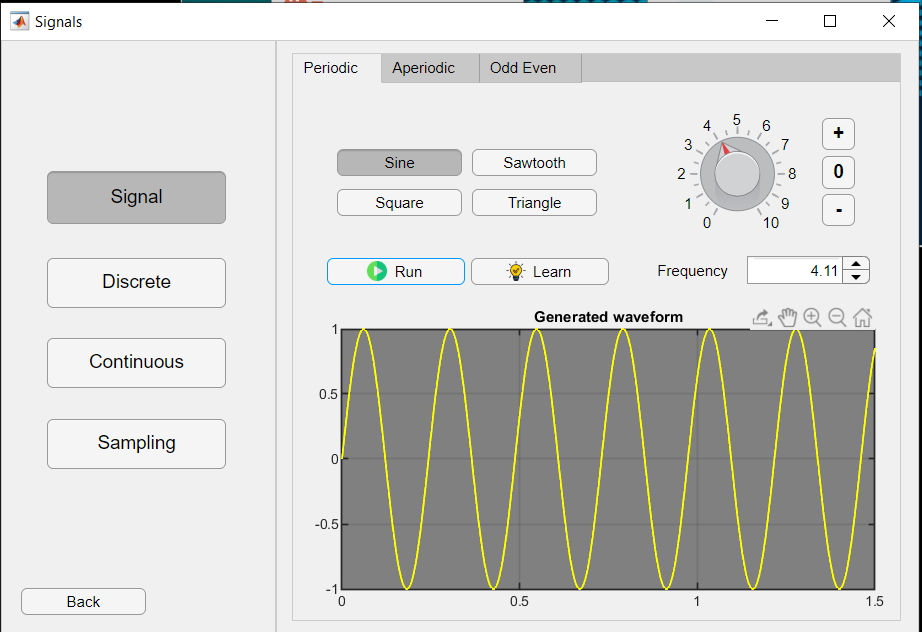 Signals
Periodic Aperiodic Odd Even
Signal
Discrete
Continuous
Sampling
Back
Sine Sawtooth
Square Triangle
0 1 2 3 4 5 6 7 8 9 10
+
0
-
Run Learn
Frequency 4.11
Generated waveform
1
0.5
0
-0.5
-1
0 0.5 1 1.5